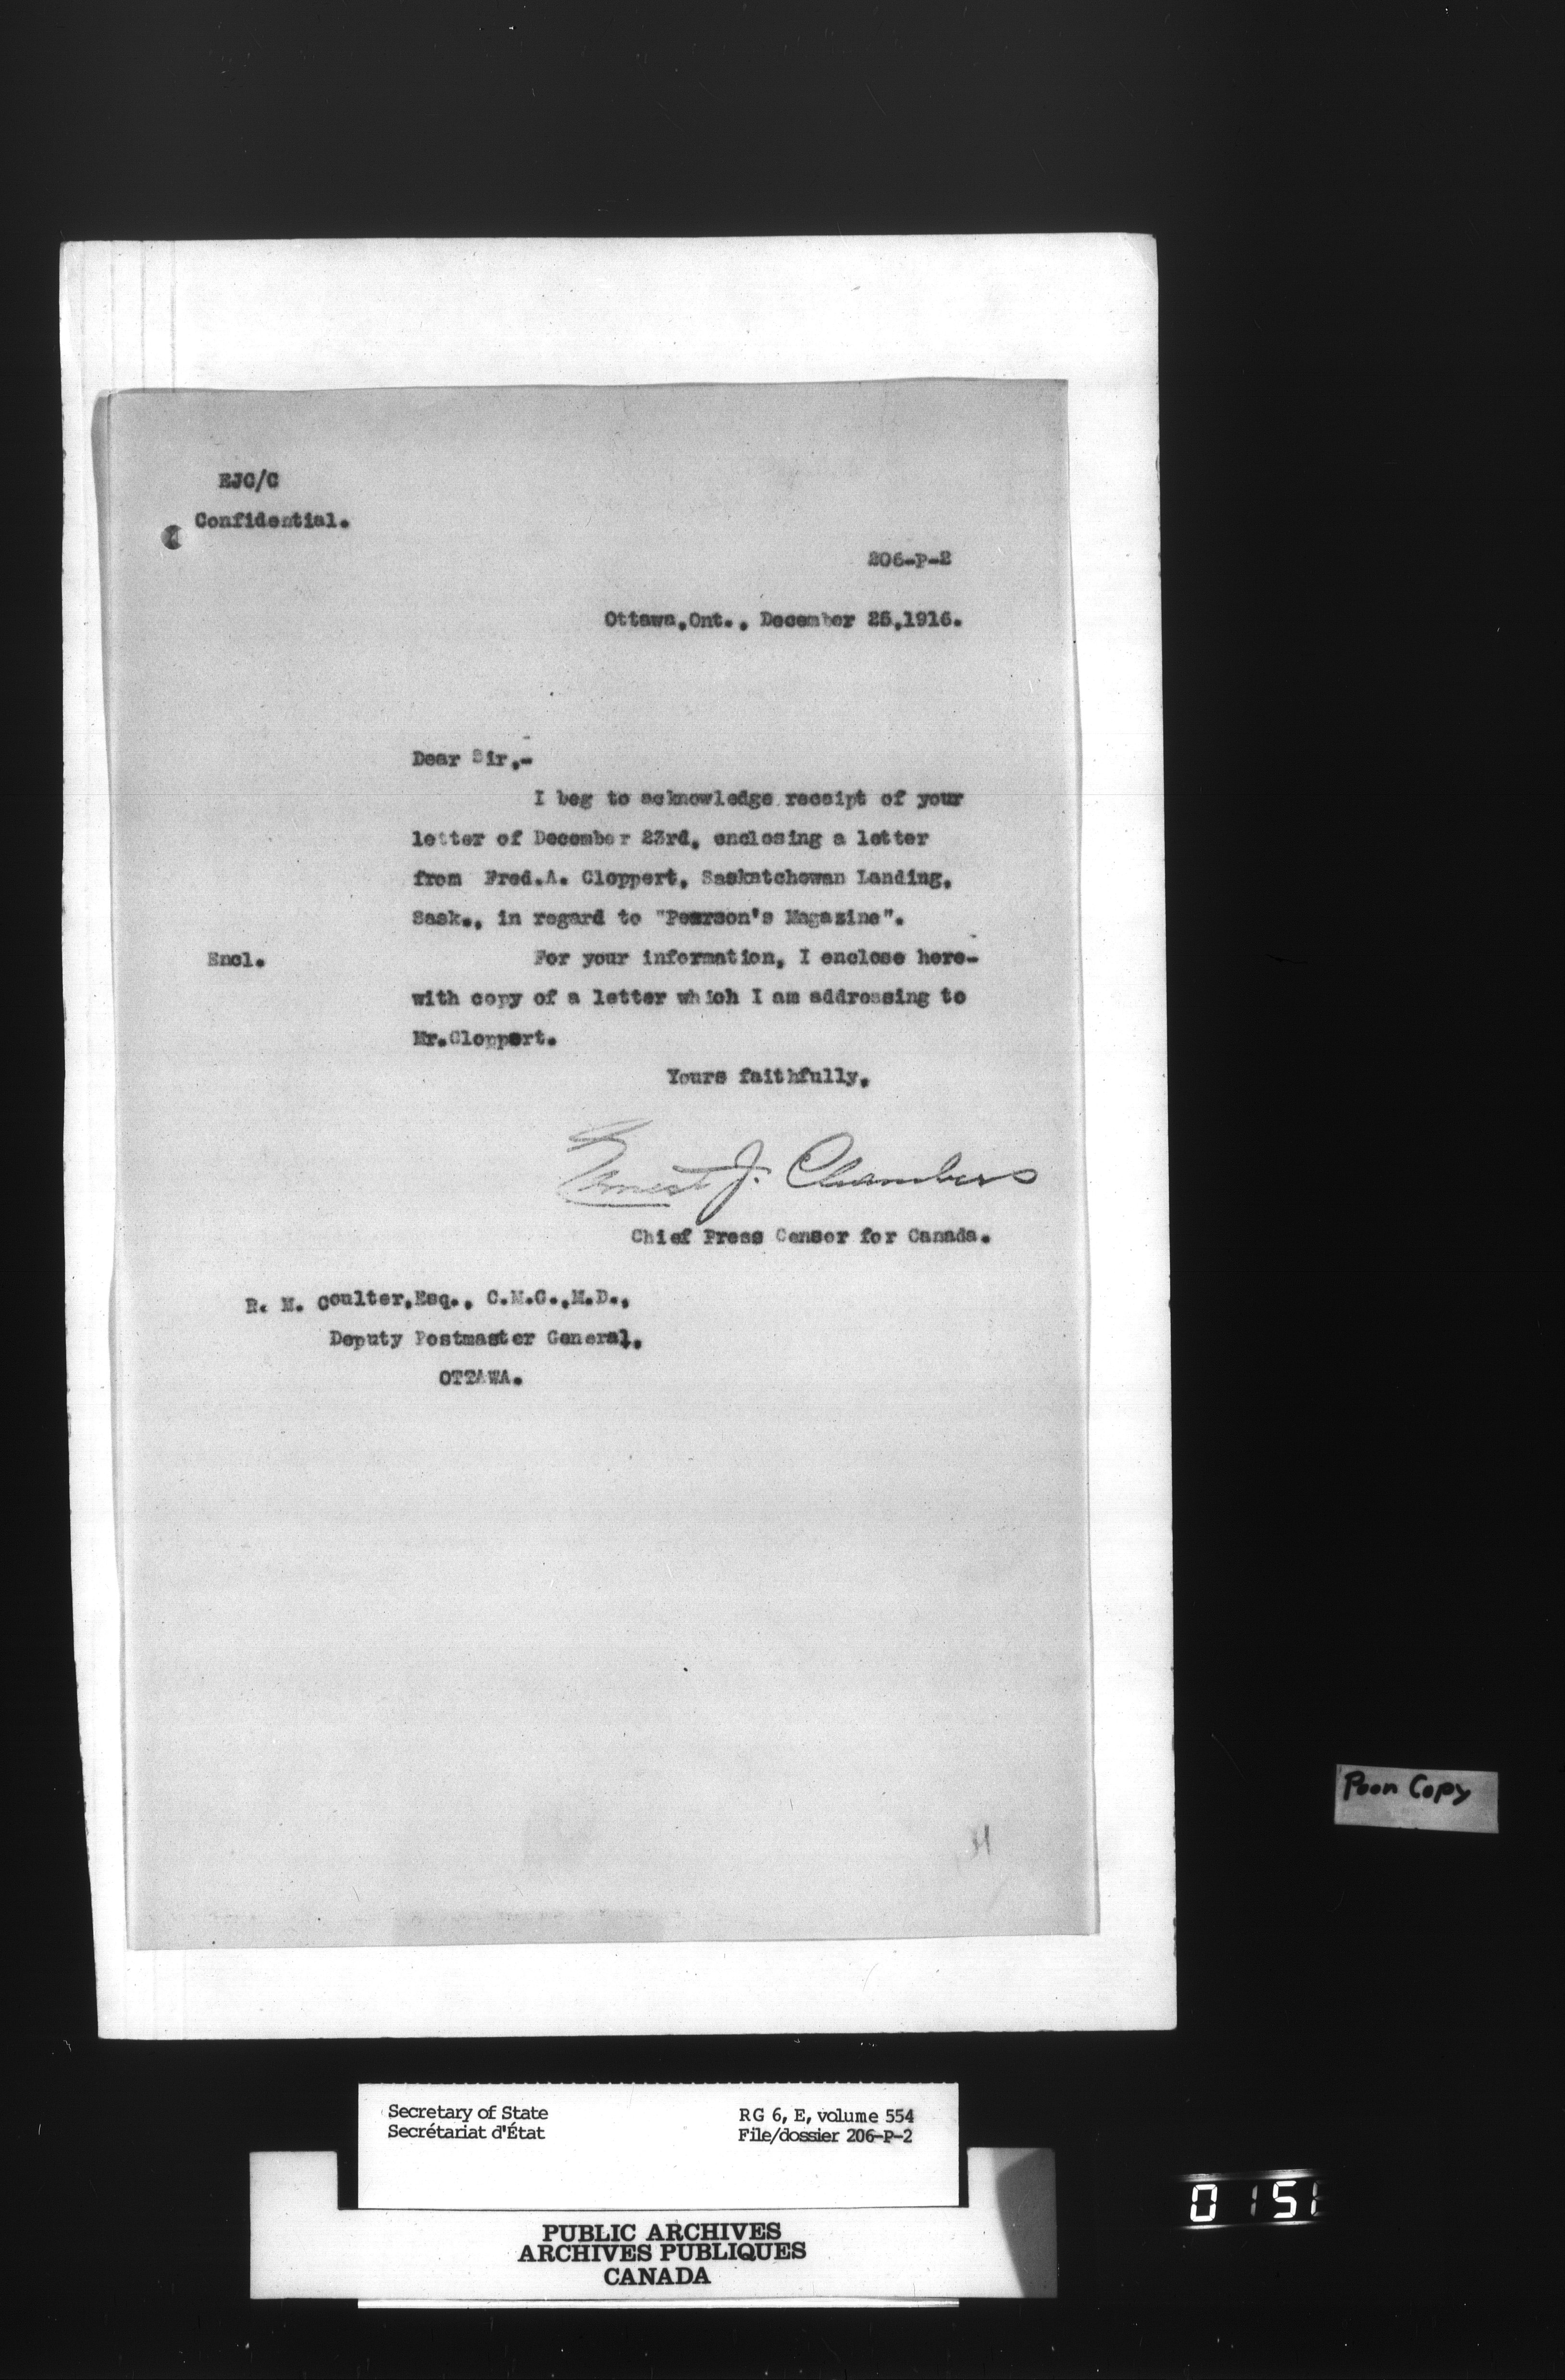 EJC/C
Confidential.
206-P-2
Ottawa,Ont., December 25,1916.
Dear Sir,-
I beg to acknowledge receipt of your
letter of December 23rd, enclosing a letter
from Fred.A. Cloppert, Saskatchewan Landing,
Sask., in regard to "Pearson's Magazine".
Encl. For your information, I enclose here-
with copy of a letter which I am addressing to
Mr.Cloppert.
Yours faithfully,
Ernest J. Chambers
Chief Press Censor for Canada.
R. M. Coulter,Esq., C.M.G.,M.D.,
Deputy Postmaster General,
OTTAWA.
Poor Copy
Secretary of State RG 6, E, volume 554
Secrétariat d'État File/dossier 206-P-2
0151
PUBLIC ARCHIVES
ARCHIVES PUBLIQUES
CANADA